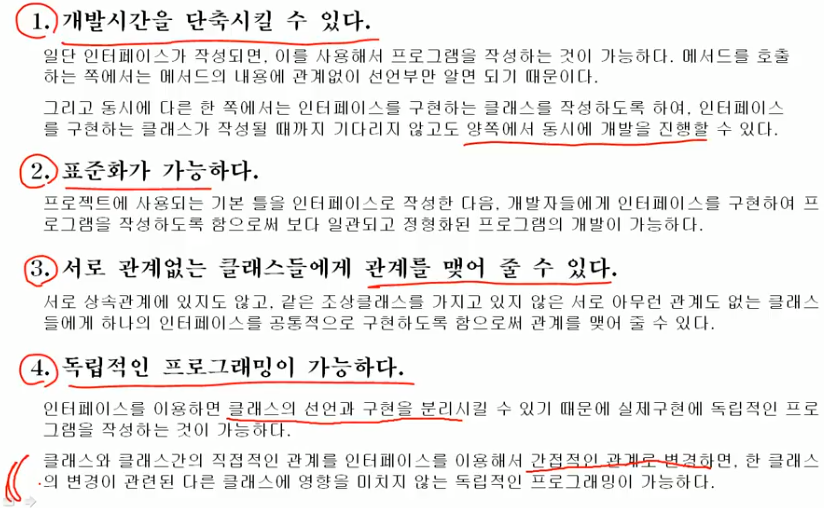 1. 개발시간을 단축시킬 수 있다.
일단 인터페이스가 작성되면, 이를 사용해서 프로그램을 작성하는 것이 가능하다. 메서드를 호출
하는 쪽에서는 메서드의 내용에 관계없이 선언부만 알면 되기 때문이다.
그리고 동시에 다른 한 쪽에서는 인터페이스를 구현하는 클래스를 작성하도록 하여, 인터페이스
를 구현하는 클래스가 작성될 때까지 기다리지 않고도 양쪽에서 동시에 개발을 진행할 수 있다.
2. 표준화가 가능하다.
프로젝트에 사용되는 기본 틀을 인터페이스로 작성한 다음, 개발자들에게 인터페이스를 구현하여 프
로그램을 작성하도록 함으로써 보다 일관되고 정형화된 프로그램의 개발이 가능하다.
3. 서로 관계없는 클래스들에게 관계를 맺어 줄 수 있다.
서로 상속관계에 있지도 않고, 같은 조상클래스를 가지고 있지 않은 서로 아무런 관계도 없는 클래스
들에게 하나의 인터페이스를 공통적으로 구현하도록 함으로써 관계를 맺어 줄 수 있다.
4. 독립적인 프로그래밍이 가능하다.
인터페이스를 이용하면 클래스의 선언과 구현을 분리시킬 수 있기 때문에 실제구현에 독립적인 프로
그램을 작성하는 것이 가능하다.
클래스와 클래스간의 직접적인 관계를 인터페이스를 이용해서 간접적인 관계로 변경하면, 한 클래스
의 변경이 관련된 다른 클래스에 영향을 미치지 않는 독립적인 프로그래밍이 가능하다.